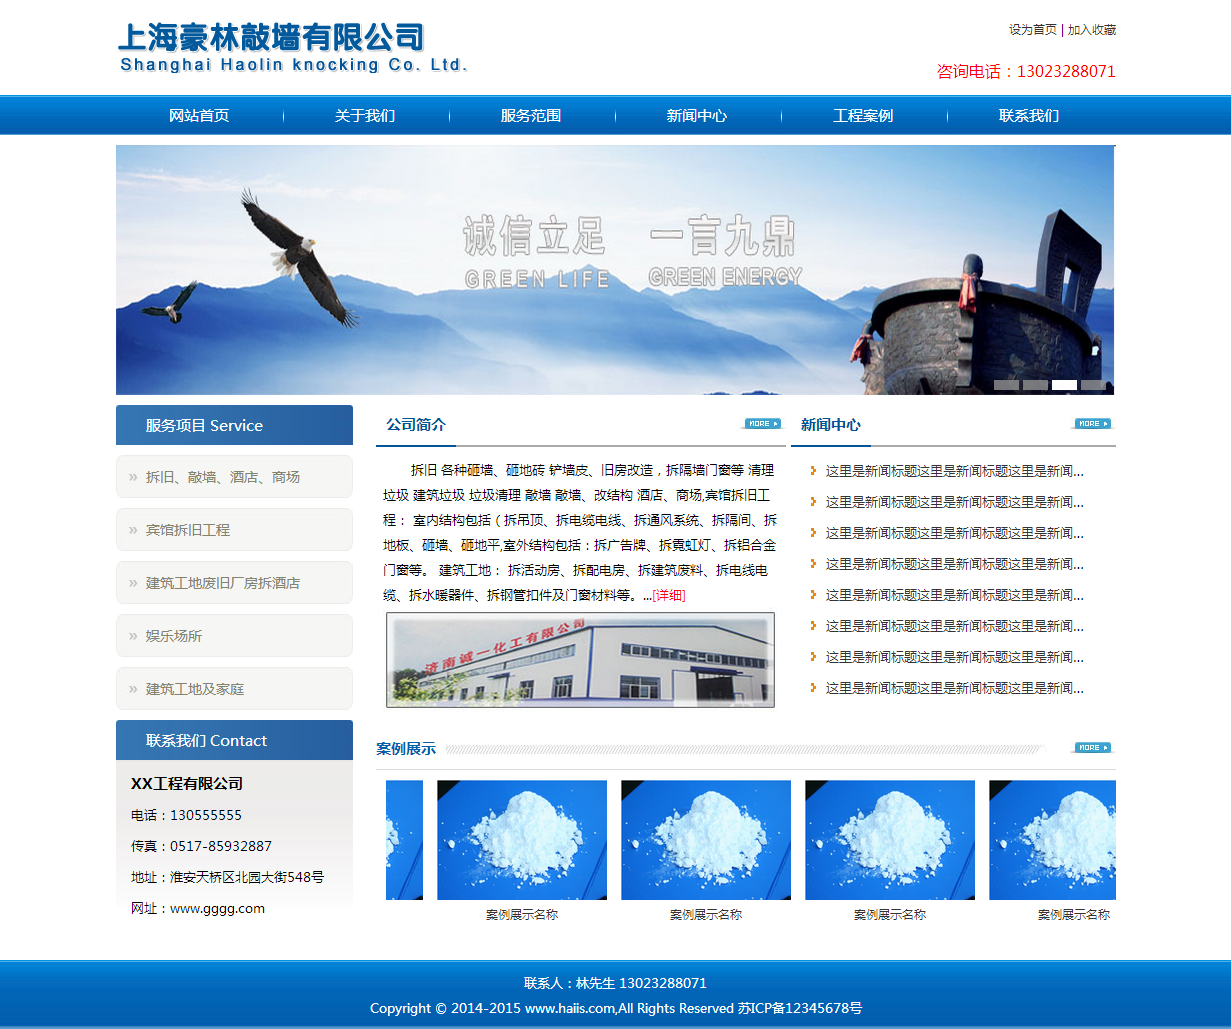 上海豪林敲墙有限公司
Shanghai Haolin knocking Co. Ltd.
设为首页 | 加入收藏
咨询电话：13023288071
网站首页 关于我们 服务范围 新闻中心 工程案例 联系我们
诚信立足 一言九鼎
GREEN LIFE GREEN ENERGY
服务项目 Service
» 拆旧、敲墙、酒店、商场
» 宾馆拆旧工程
» 建筑工地废旧厂房拆酒店
» 娱乐场所
» 建筑工地及家庭
联系我们 Contact
XX工程有限公司
电话：130555555
传真：0517-85932887
地址：淮安天桥区北园大街548号
网址：www.gggg.com
公司简介 MORE
拆旧 各种砸墙、砸地砖 铲墙皮、旧房改造，拆隔墙门窗等 清理
垃圾 建筑垃圾 垃圾清理 敲墙 敲墙、改结构 酒店、商场,宾馆拆旧工
程： 室内结构包括（拆吊顶、拆电缆电线、拆通风系统、拆隔间、拆
地板、砸墙、砸地平,室外结构包括：拆广告牌、拆霓虹灯、拆铝合金
门窗等。 建筑工地： 拆活动房、拆配电房、拆建筑废料、拆电线电
缆、拆水暖器件、拆钢管扣件及门窗材料等。...[详细]
济南诚一化工有限公司
新闻中心 MORE
这里是新闻标题这里是新闻标题这里是新闻...
这里是新闻标题这里是新闻标题这里是新闻...
这里是新闻标题这里是新闻标题这里是新闻...
这里是新闻标题这里是新闻标题这里是新闻...
这里是新闻标题这里是新闻标题这里是新闻...
这里是新闻标题这里是新闻标题这里是新闻...
这里是新闻标题这里是新闻标题这里是新闻...
这里是新闻标题这里是新闻标题这里是新闻...
案例展示 MORE
案例展示名称 案例展示名称 案例展示名称 案例展示名称
联系人：林先生 13023288071
Copyright © 2014-2015 www.haiis.com,All Rights Reserved 苏ICP备12345678号